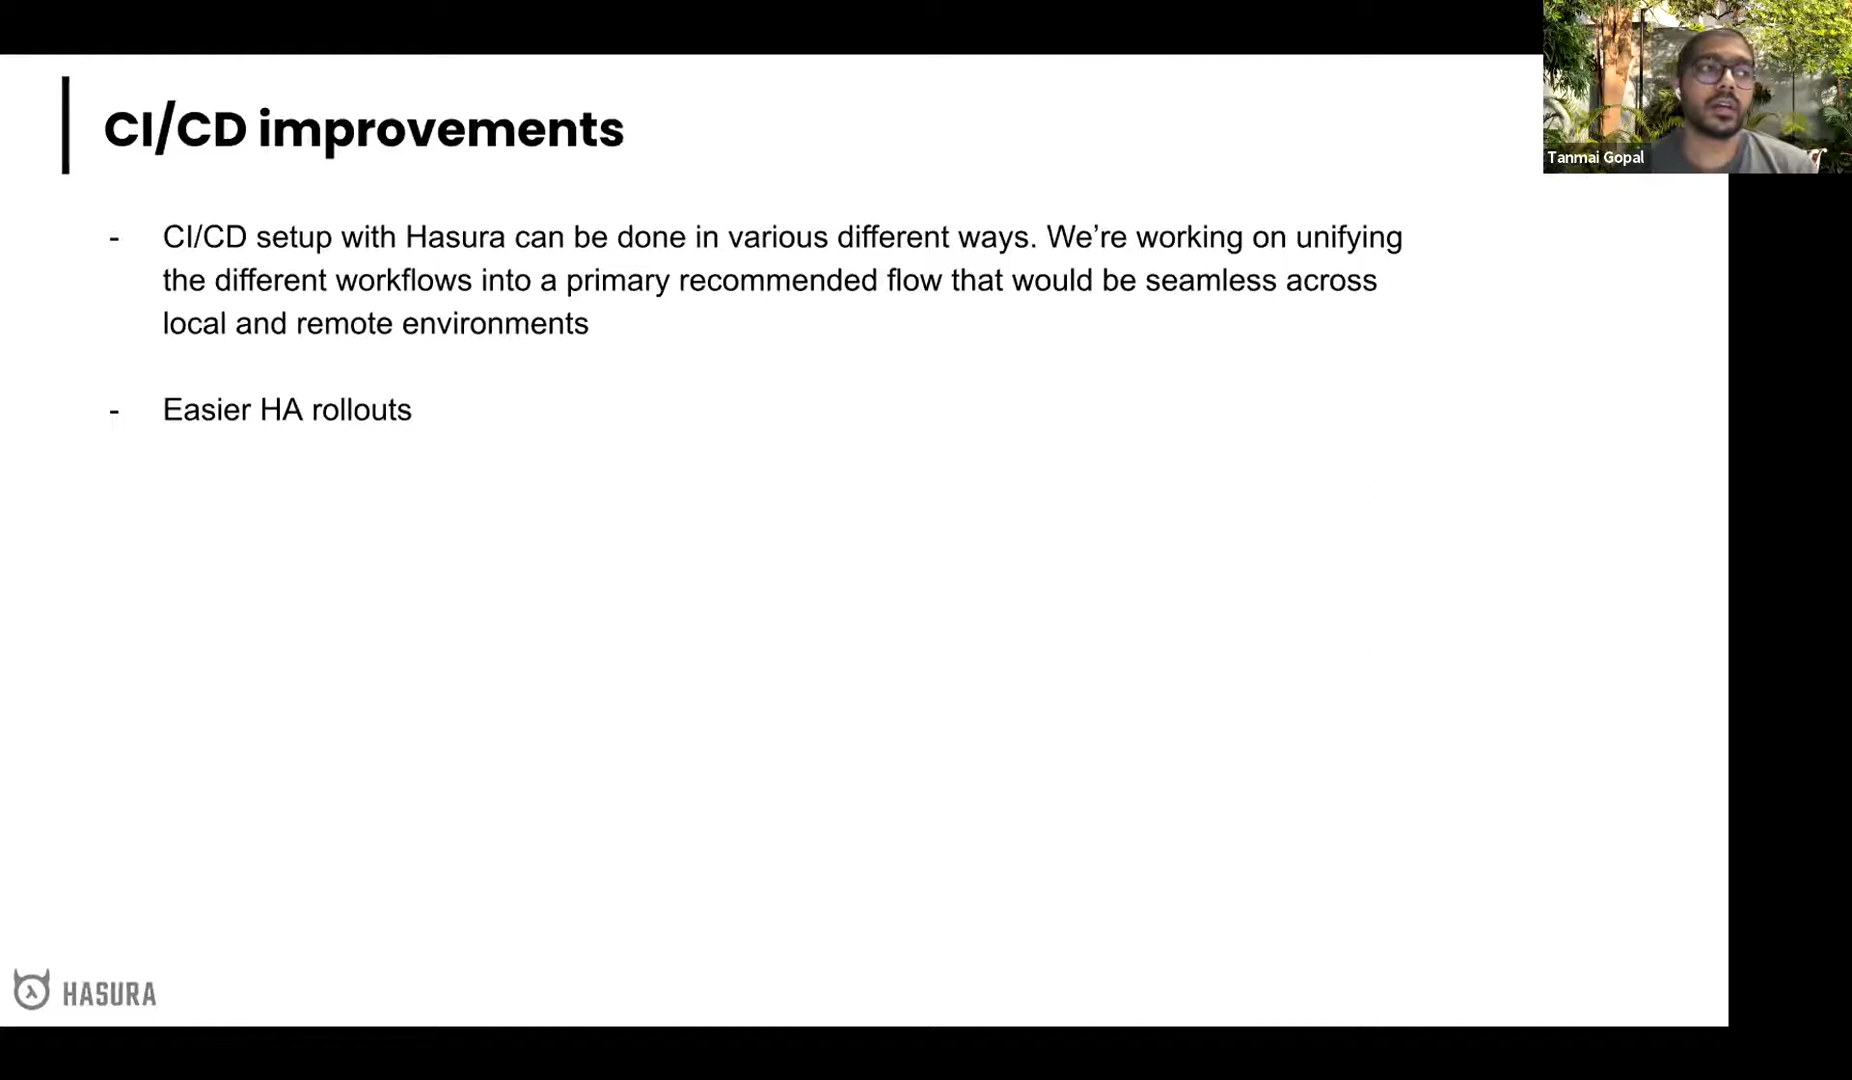 CI/CD improvements
Tanmai Gopal
- CI/CD setup with Hasura can be done in various different ways. We’re working on unifying
the different workflows into a primary recommended flow that would be seamless across
local and remote environments
- Easier HA rollouts
HASURA